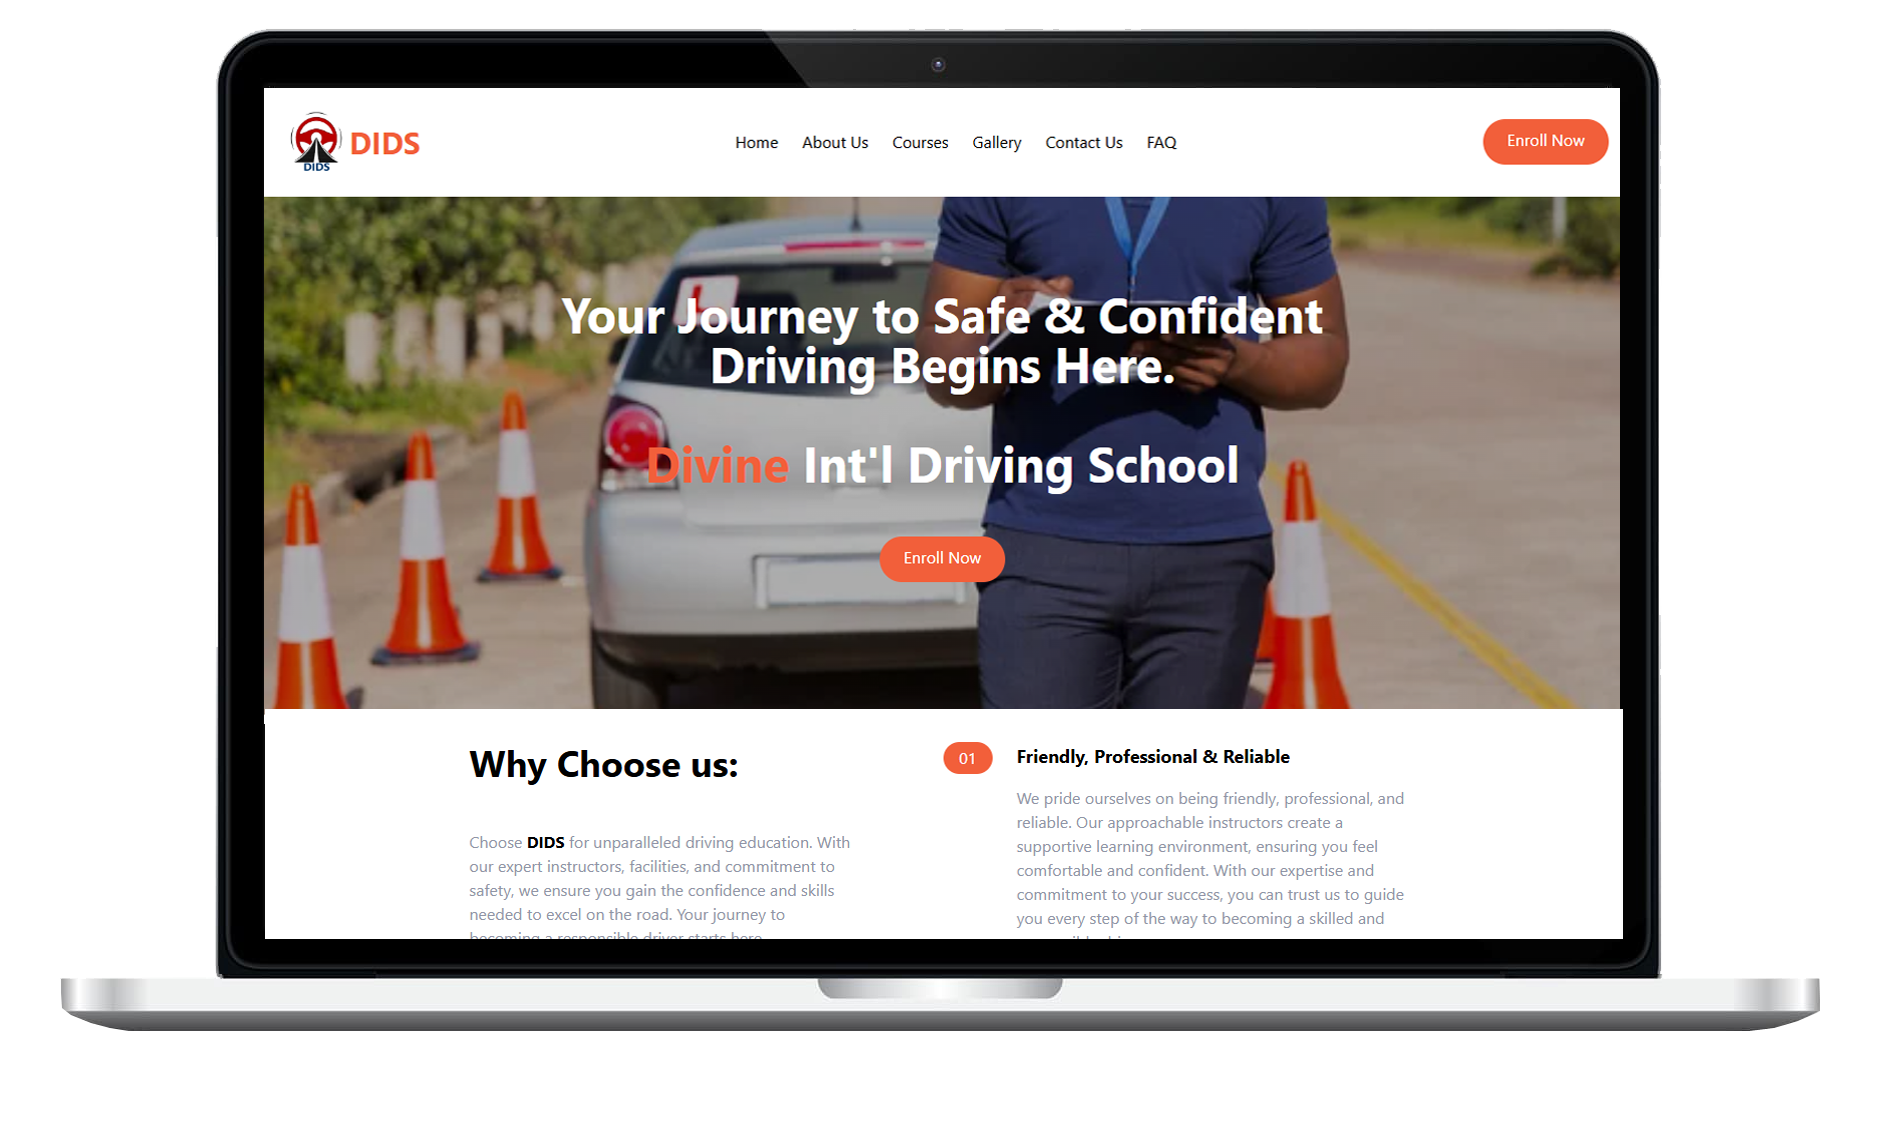 DIDS
DIDS
Home
About Us
Courses
Gallery
Contact Us
FAQ
Enroll Now
L
Your Journey to Safe & Confident
Driving Begins Here.
Divine Int'l Driving School
Enroll Now
Why Choose us:
Choose DIDS for unparalleled driving education. With
our expert instructors, facilities, and commitment to
safety, we ensure you gain the confidence and skills
needed to excel on the road. Your journey to
becoming a responsible driver starts here
01
Friendly, Professional & Reliable
We pride ourselves on being friendly, professional, and
reliable. Our approachable instructors create a
supportive learning environment, ensuring you feel
comfortable and confident. With our expertise and
commitment to your success, you can trust us to guide
you every step of the way to becoming a skilled and